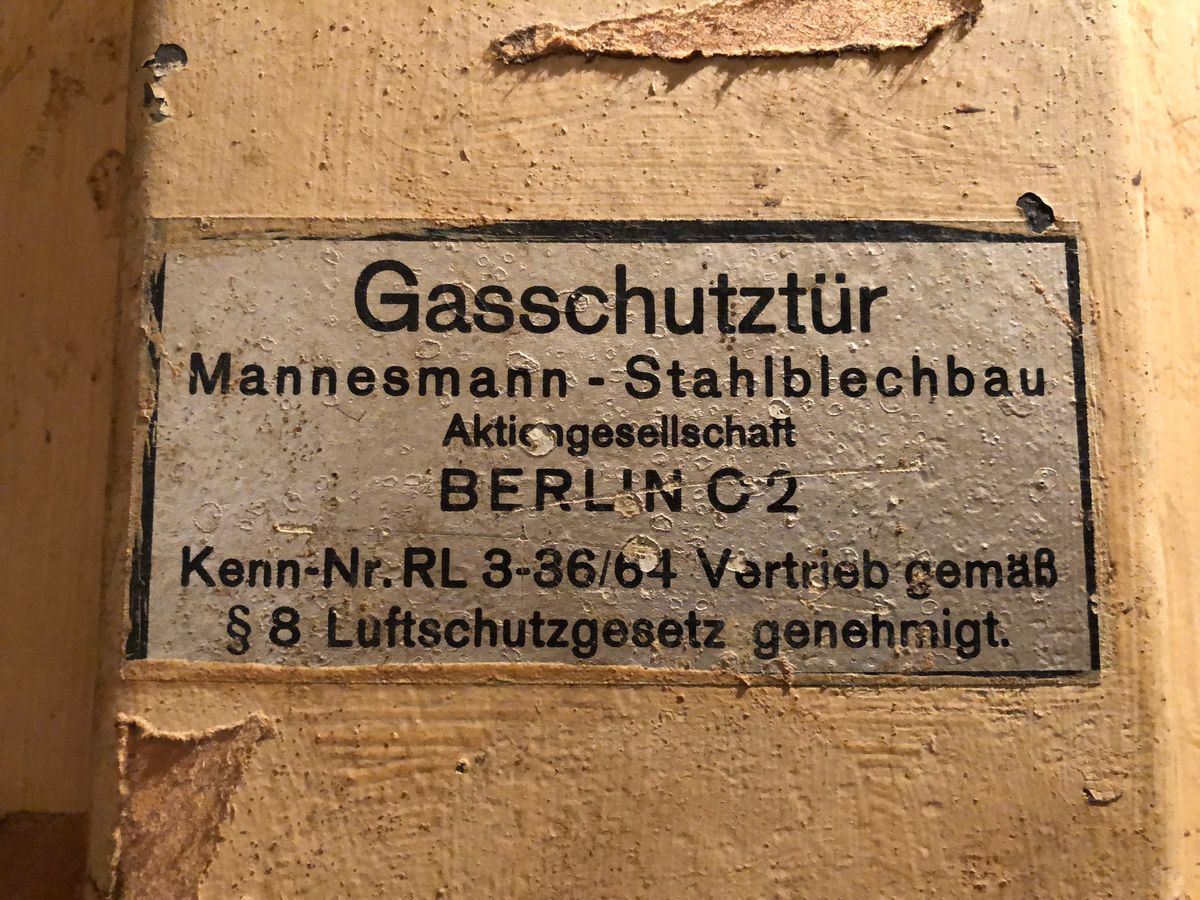 Gasschutztür
Mannesmann - Stahlblechbau
Aktiengesellschaft
BERLIN C 2
Kenn-Nr. RL 3-36/64 Vertrieb gemäß
§ 8 Luftschutzgesetz genehmigt.